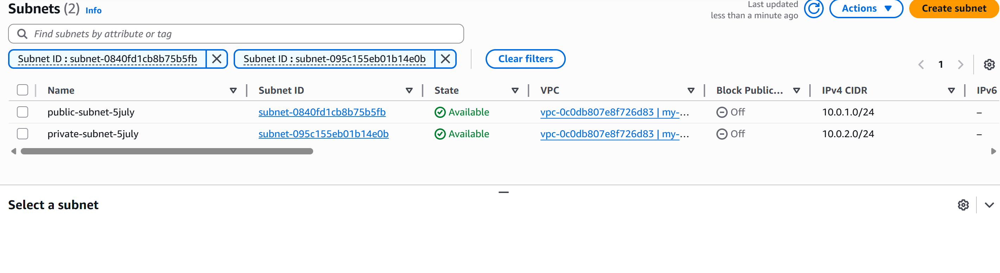 Subnets (2) Info
Last updated
less than a minute ago
Actions
Create subnet
Find subnets by attribute or tag
Subnet ID : subnet-0840fd1cb8b75b5fb
Subnet ID : subnet-095c155eb01b14e0b
Clear filters
1
Name Subnet ID State VPC Block Public... IPv4 CIDR IPv6
public-subnet-5july subnet-0840fd1cb8b75b5fb Available vpc-0c0db807e8f726d83 | my-... Off 10.0.1.0/24 –
private-subnet-5july subnet-095c155eb01b14e0b Available vpc-0c0db807e8f726d83 | my-... Off 10.0.2.0/24 –
Select a subnet